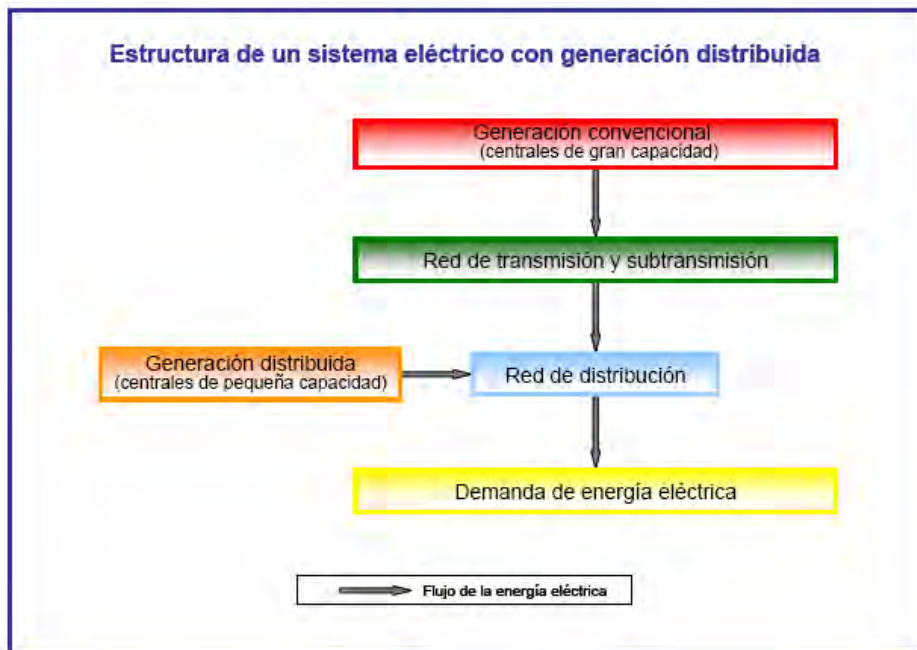 Estructura de un sistema eléctrico con generación distribuida
Generación convencional
(centrales de gran capacidad)
Red de transmisión y subtransmisión
Generación distribuida
(centrales de pequeña capacidad)
Red de distribución
Demanda de energía eléctrica
Flujo de la energía eléctrica